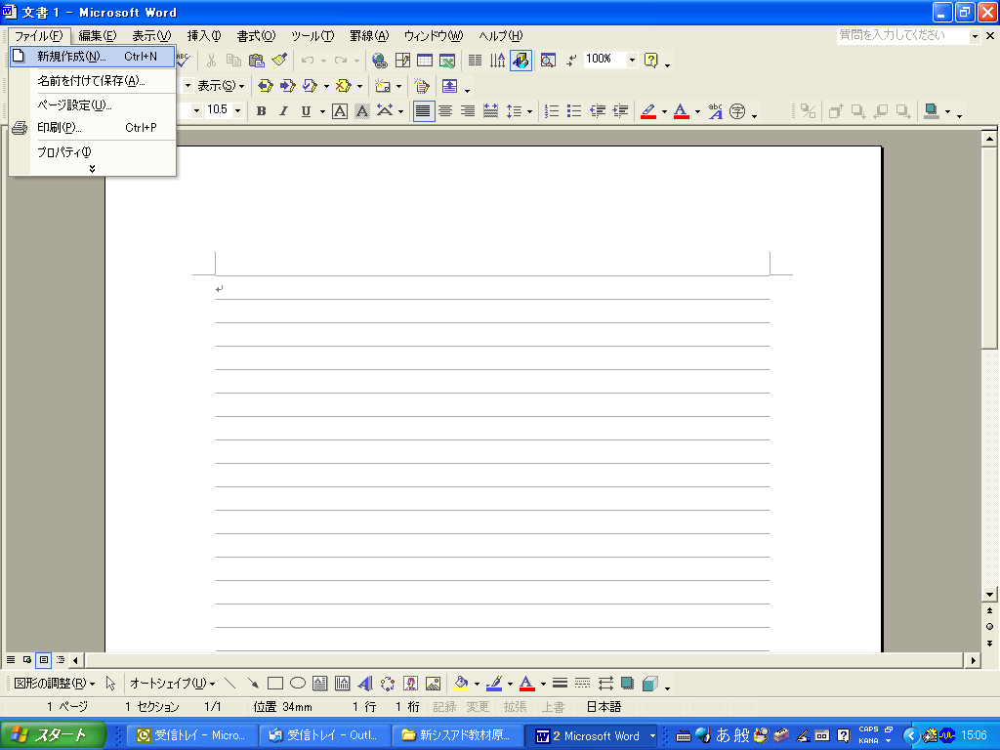 文書 1 - Microsoft Word
ファイル(F) 編集(E) 表示(V) 挿入(I) 書式(O) ツール(T) 罫線(A) ウィンドウ(W) ヘルプ(H) 質問を入力してください
新規作成(N)... Ctrl+N
名前を付けて保存(A)...
ページ設定(U)...
印刷(P)... Ctrl+P
プロパティ(I)
100%
表示(S)
10.5 B I U A A A abc 字
図形の調整(R) オートシェイプ(U) A A
1 ページ 1 セクション 1/1 位置 34mm 1 行 1 桁 記録 変更 拡張 上書 日本語
スタート 受信トレイ - Micro... 受信トレイ - Outl... 新シスアド教材原... 2 Microsoft Word あ 般 CAPS KANA 15:06